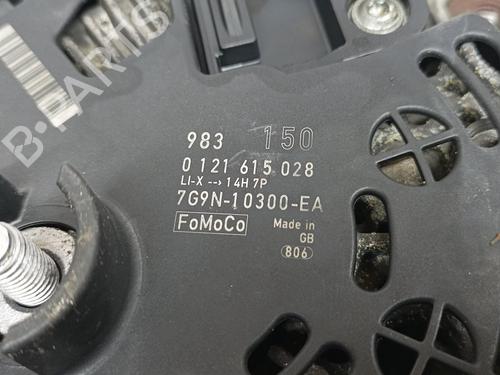 983 150
0 121 615 028
LI-X --> 14H 7P
7G9N-10300-EA
FoMoCo Made in
GB
806
B-PARTS